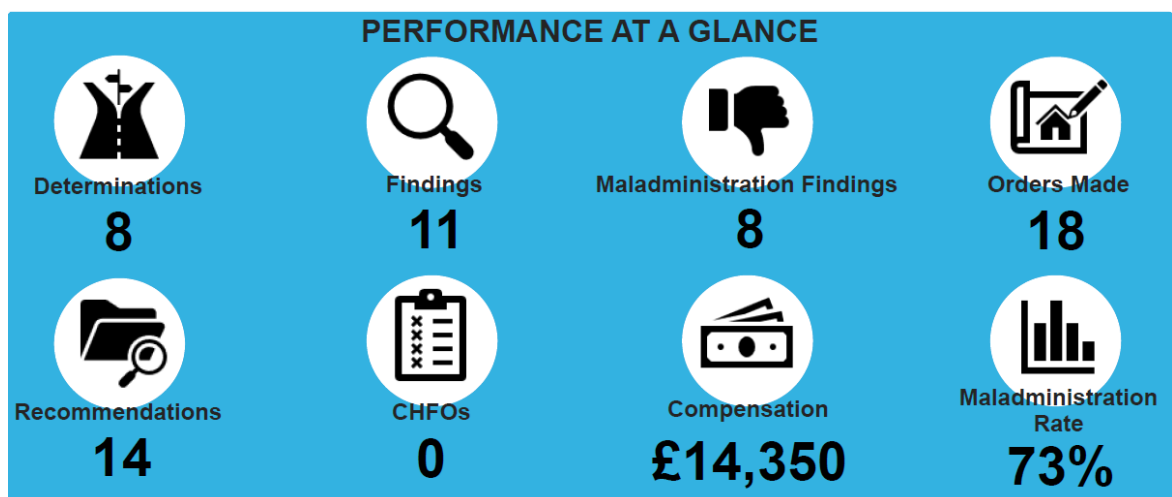 PERFORMANCE AT A GLANCE
Determinations
8
Findings
11
Maladministration Findings
8
Orders Made
18
Recommendations
14
CHFOs
0
Compensation
£14,350
Maladministration
Rate
73%